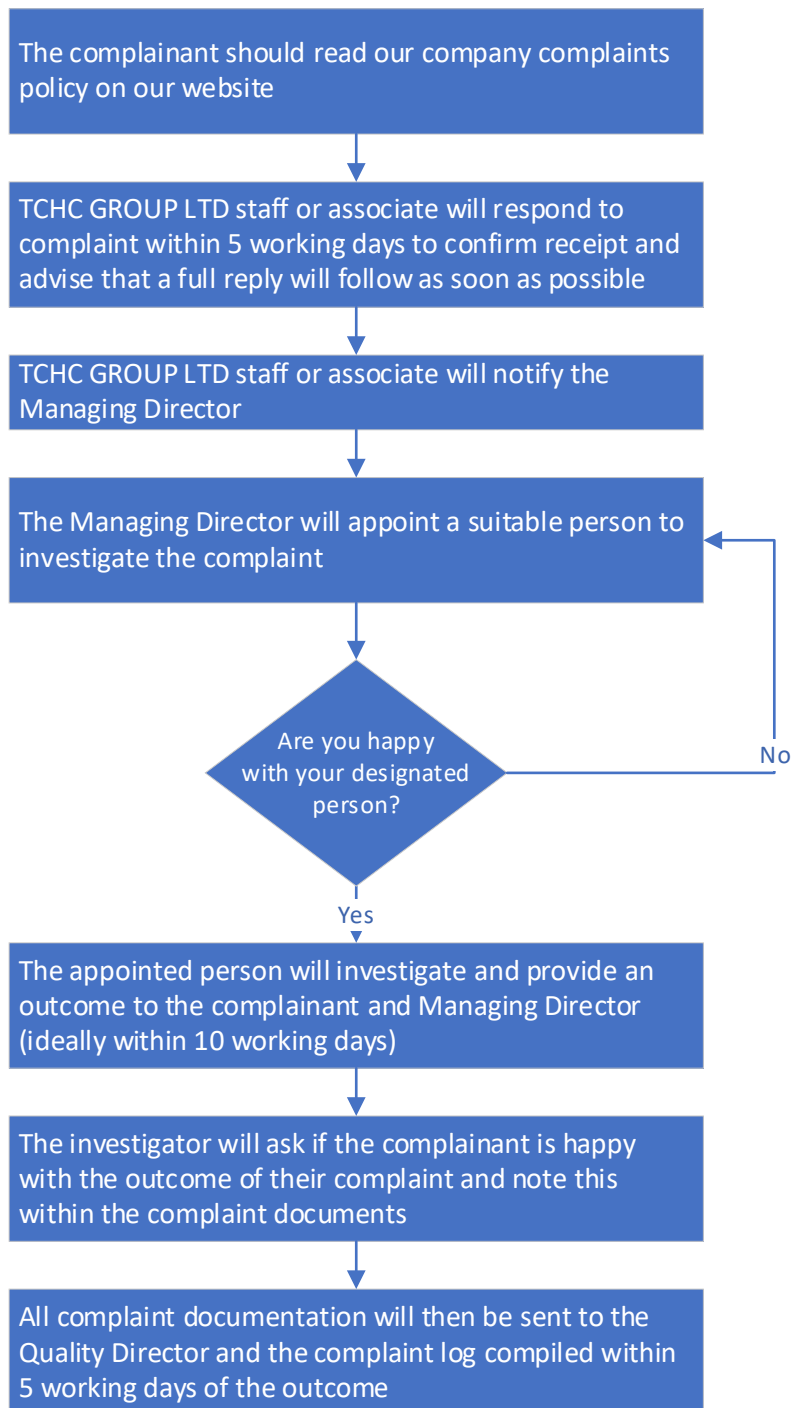 The complainant should read our company complaints
policy on our website
TCHC GROUP LTD staff or associate will respond to
complaint within 5 working days to confirm receipt and
advise that a full reply will follow as soon as possible
TCHC GROUP LTD staff or associate will notify the
Managing Director
The Managing Director will appoint a suitable person to
investigate the complaint
Are you happy
with your designated
person?
No
Yes
The appointed person will investigate and provide an
outcome to the complainant and Managing Director
(ideally within 10 working days)
The investigator will ask if the complainant is happy
with the outcome of their complaint and note this
within the complaint documents
All complaint documentation will then be sent to the
Quality Director and the complaint log compiled within
5 working days of the outcome